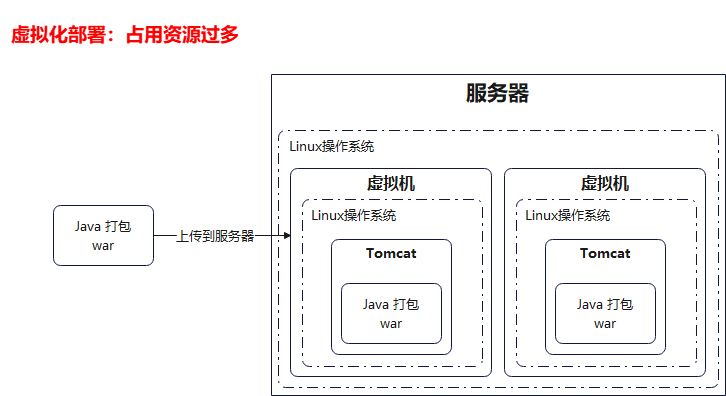 虚拟化部署：占用资源过多
服务器
Linux操作系统
虚拟机
虚拟机
Linux操作系统
Linux操作系统
Java 打包
war
上传到服务器
Tomcat
Tomcat
Java 打包
war
Java 打包
war